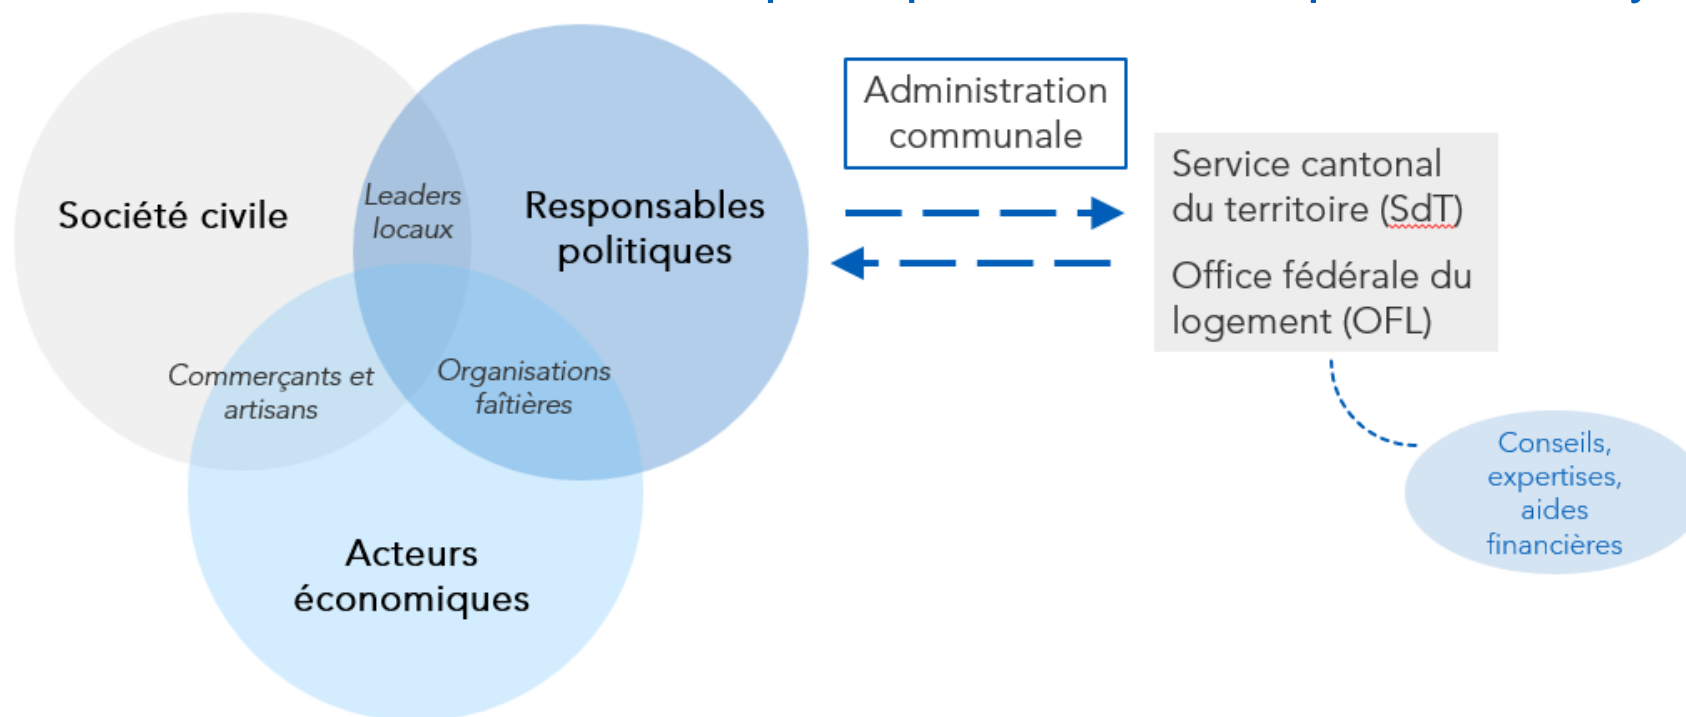 Société civile
Leaders
locaux
Responsables
politiques
Commerçants et
artisans
Organisations
faîtières
Acteurs
économiques
Administration
communale
Service cantonal
du territoire (SdT)
Office fédérale du
logement (OFL)
Conseils,
expertises,
aides
financières